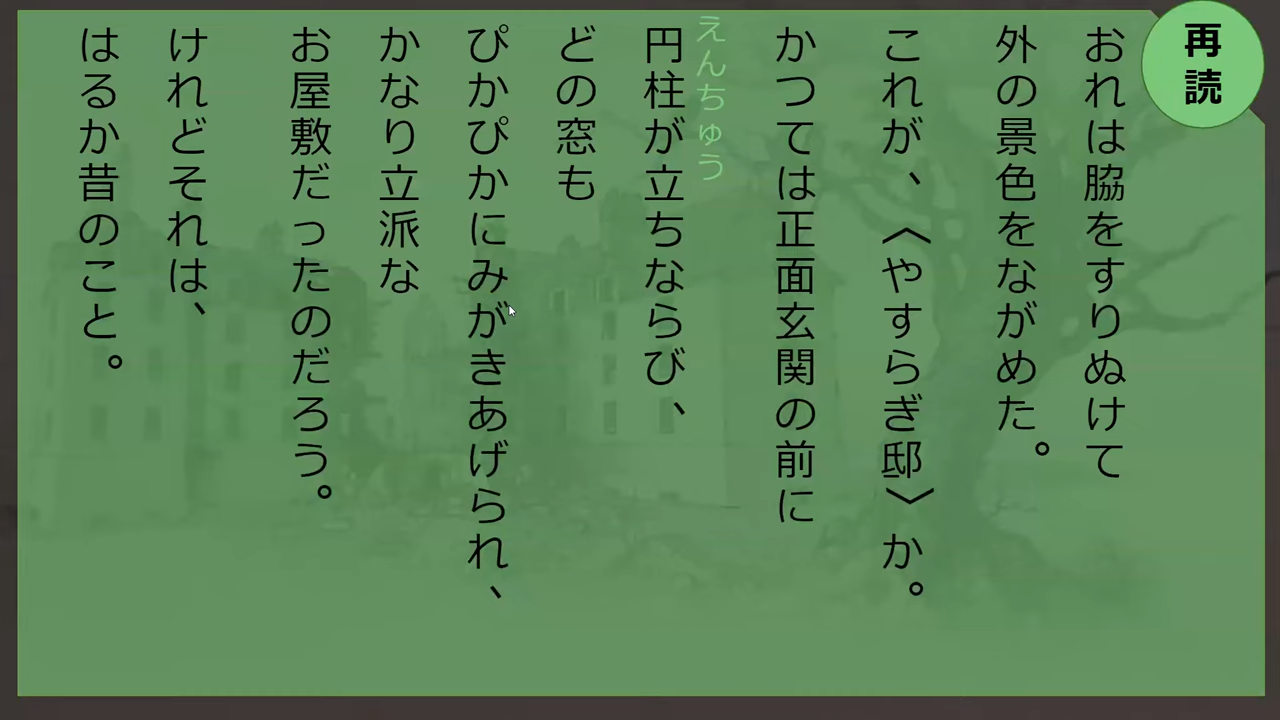 再読
おれは脇をすりぬけて
外の景色をながめた。
これが、〈やすらぎ邸〉か。
かつては正面玄関の前に
えんちゅう
円柱が立ちならび、
どの窓も
ぴかぴかにみがきあげられ、
かなり立派な
お屋敷だったのだろう。
けれどそれは、
はるか昔のこと。